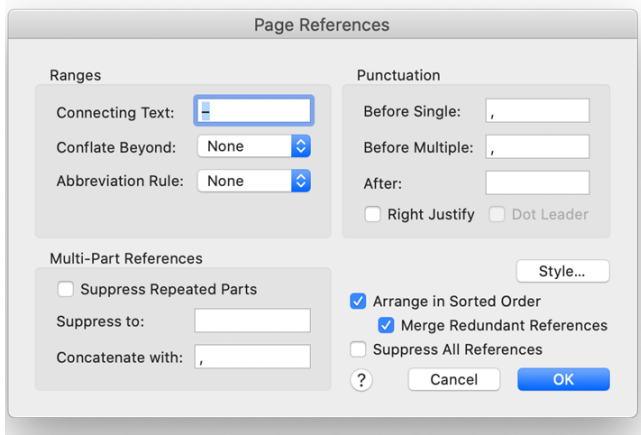 Page References
Ranges
Connecting Text: –
Conflate Beyond: None
Abbreviation Rule: None
Punctuation
Before Single: ,
Before Multiple: ,
After:
Right Justify Dot Leader
Multi-Part References
Suppress Repeated Parts
Suppress to:
Concatenate with: ,
Style...
Arrange in Sorted Order
Merge Redundant References
Suppress All References
? Cancel OK